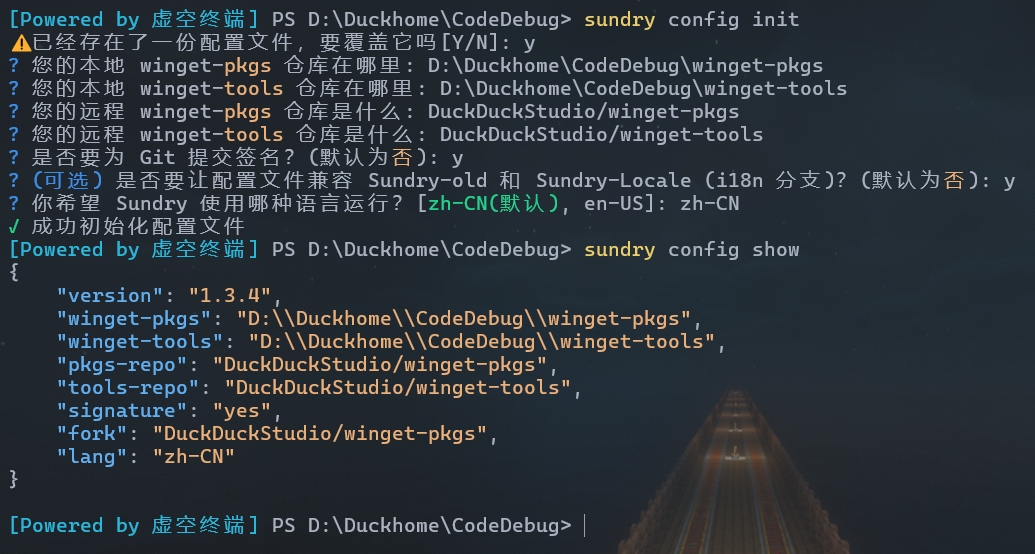 [Powered by 虚空终端] PS D:\Duckhome\CodeDebug> sundry config init
⚠已经存在了一份配置文件，要覆盖它吗[Y/N]: y
? 您的本地 winget-pkgs 仓库在哪里: D:\Duckhome\CodeDebug\winget-pkgs
? 您的本地 winget-tools 仓库在哪里: D:\Duckhome\CodeDebug\winget-tools
? 您的远程 winget-pkgs 仓库是什么: DuckDuckStudio/winget-pkgs
? 您的远程 winget-tools 仓库是什么: DuckDuckStudio/winget-tools
? 是否要为 Git 提交签名? (默认为否): y
? (可选) 是否要让配置文件兼容 Sundry-old 和 Sundry-Locale (i18n 分支)? (默认为否): y
? 你希望 Sundry 使用哪种语言运行? [zh-CN(默认), en-US]: zh-CN
✓ 成功初始化配置文件
[Powered by 虚空终端] PS D:\Duckhome\CodeDebug> sundry config show
{
    "version": "1.3.4",
    "winget-pkgs": "D:\\Duckhome\\CodeDebug\\winget-pkgs",
    "winget-tools": "D:\\Duckhome\\CodeDebug\\winget-tools",
    "pkgs-repo": "DuckDuckStudio/winget-pkgs",
    "tools-repo": "DuckDuckStudio/winget-tools",
    "signature": "yes",
    "fork": "DuckDuckStudio/winget-pkgs",
    "lang": "zh-CN"
}
[Powered by 虚空终端] PS D:\Duckhome\CodeDebug>